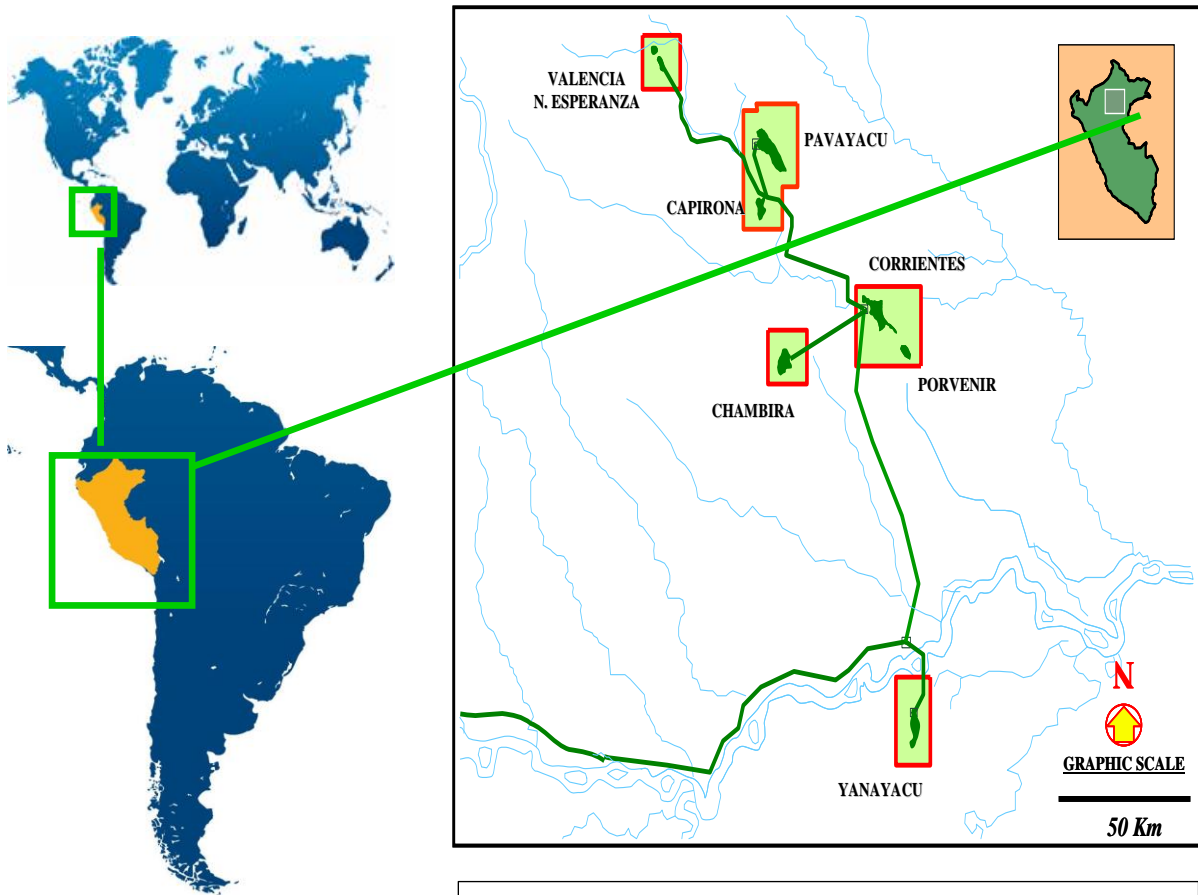 VALENCIA
N. ESPERANZA
PAVAYACU
CAPIRONA
CORRIENTES
PORVENIR
CHAMBIRA
N
GRAPHIC SCALE
YANAYACU
50 Km